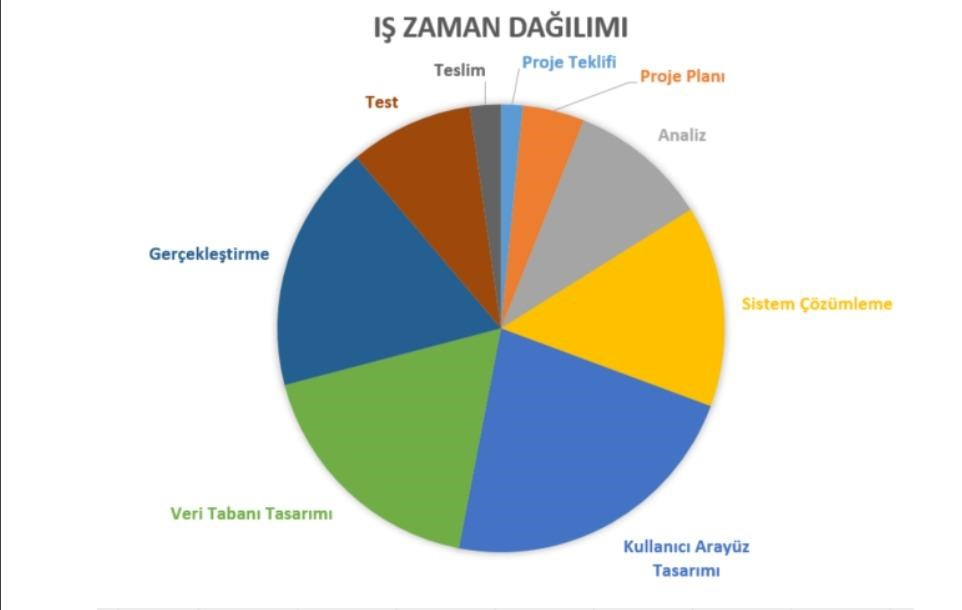 IŞ ZAMAN DAĞILIMI
Proje Teklifi
Teslim
Proje Planı
Test
Analiz
Gerçekleştirme
Sistem Çözümleme
Veri Tabanı Tasarımı
Kullanıcı Arayüz
Tasarımı